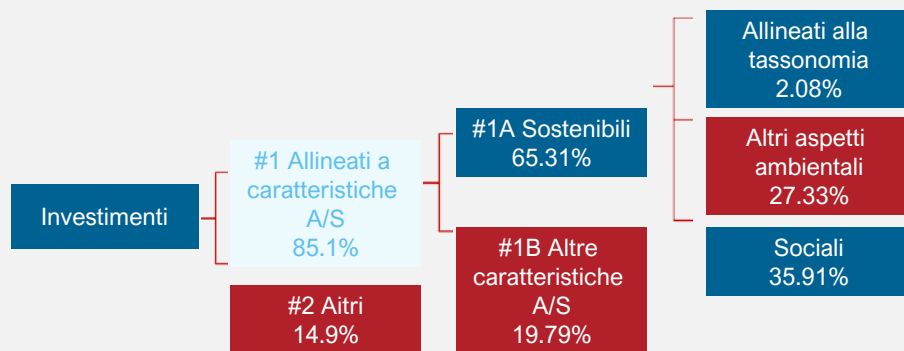 Investimenti
#1 Allineati a
caratteristiche
A/S
85.1%
#2 Aitri
14.9%
#1A Sostenibili
65.31%
#1B Altre
caratteristiche
A/S
19.79%
Allineati alla
tassonomia
2.08%
Altri aspetti
ambientali
27.33%
Sociali
35.91%